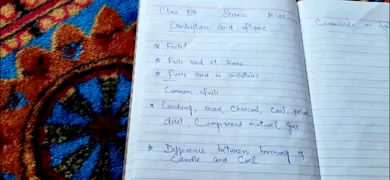 Class 8th Science
Combustion and flame
* Fuels
* Fuels used at home
* Fuels used in industries
Common fuels
* wood, Charcoal, Coal, petrol
diesel, Compressed natural gas
* Difference between burning of
Candle and Coal